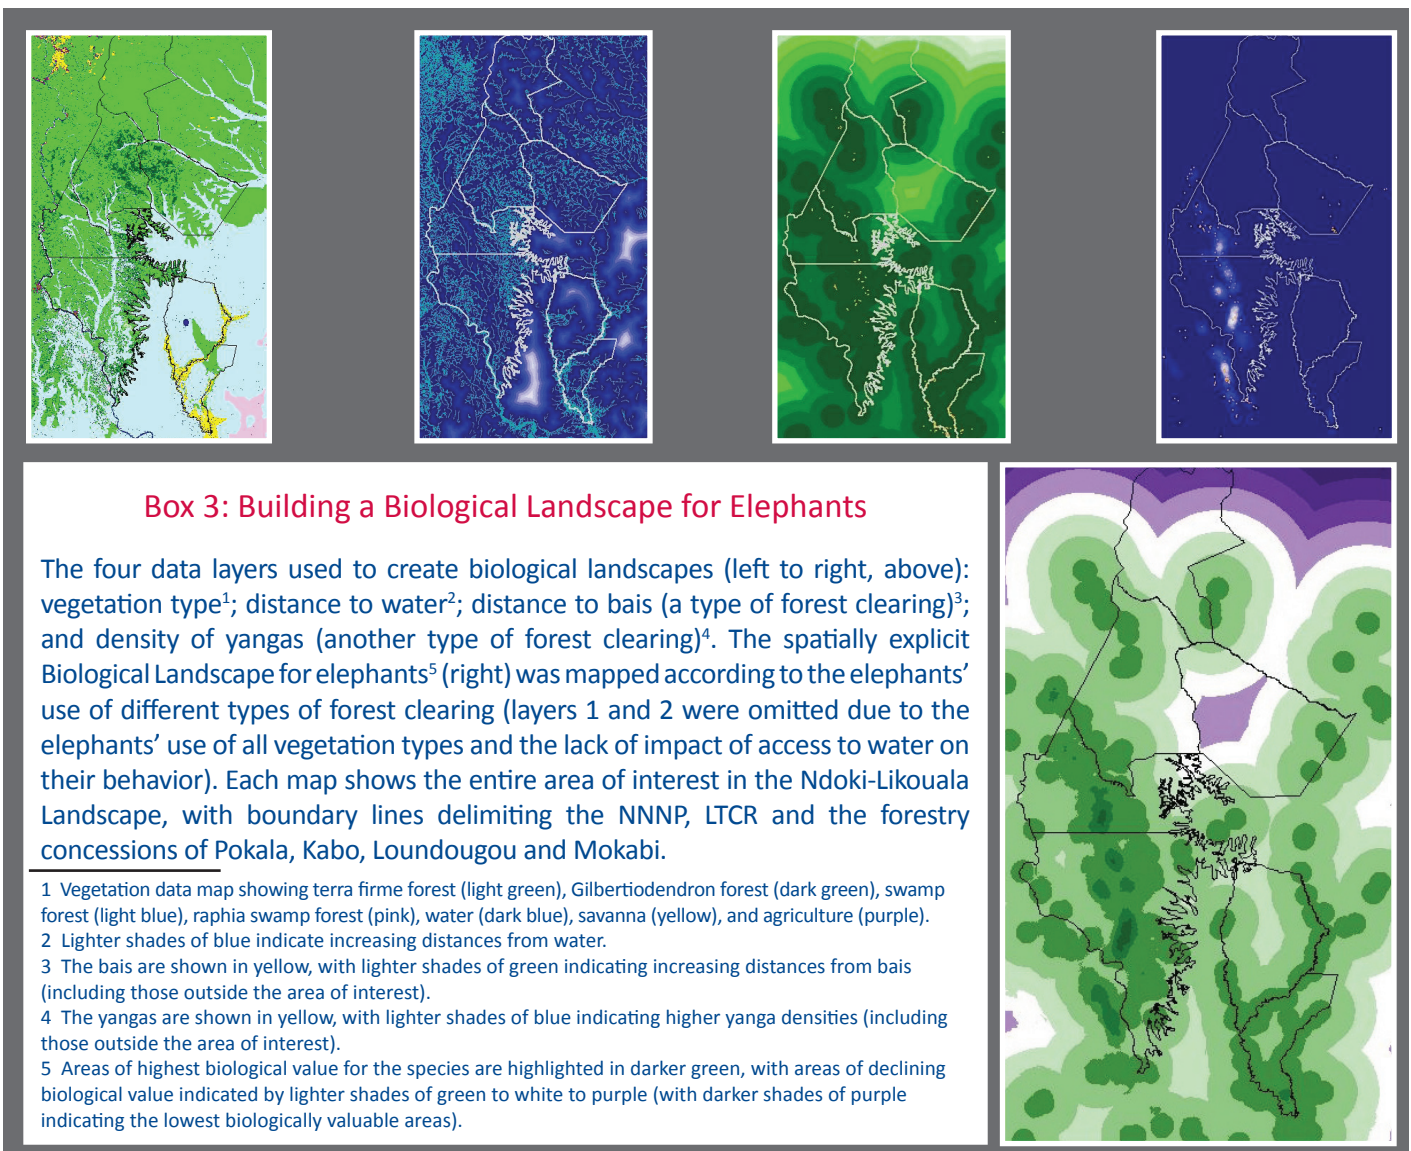 Box 3: Building a Biological Landscape for Elephants
The four data layers used to create biological landscapes (left to right, above):
vegetation type1; distance to water2; distance to bais (a type of forest clearing)3;
and density of yangas (another type of forest clearing)4. The spatially explicit
Biological Landscape for elephants5 (right) was mapped according to the elephants’
use of different types of forest clearing (layers 1 and 2 were omitted due to the
elephants’ use of all vegetation types and the lack of impact of access to water on
their behavior). Each map shows the entire area of interest in the Ndoki-Likouala
Landscape, with boundary lines delimiting the NNNP, LTCR and the forestry
concessions of Pokala, Kabo, Loundougou and Mokabi.
1 Vegetation data map showing terra firme forest (light green), Gilbertiodendron forest (dark green), swamp
forest (light blue), raphia swamp forest (pink), water (dark blue), savanna (yellow), and agriculture (purple).
2 Lighter shades of blue indicate increasing distances from water.
3 The bais are shown in yellow, with lighter shades of green indicating increasing distances from bais
(including those outside the area of interest).
4 The yangas are shown in yellow, with lighter shades of blue indicating higher yanga densities (including
those outside the area of interest).
5 Areas of highest biological value for the species are highlighted in darker green, with areas of declining
biological value indicated by lighter shades of green to white to purple (with darker shades of purple
indicating the lowest biologically valuable areas).